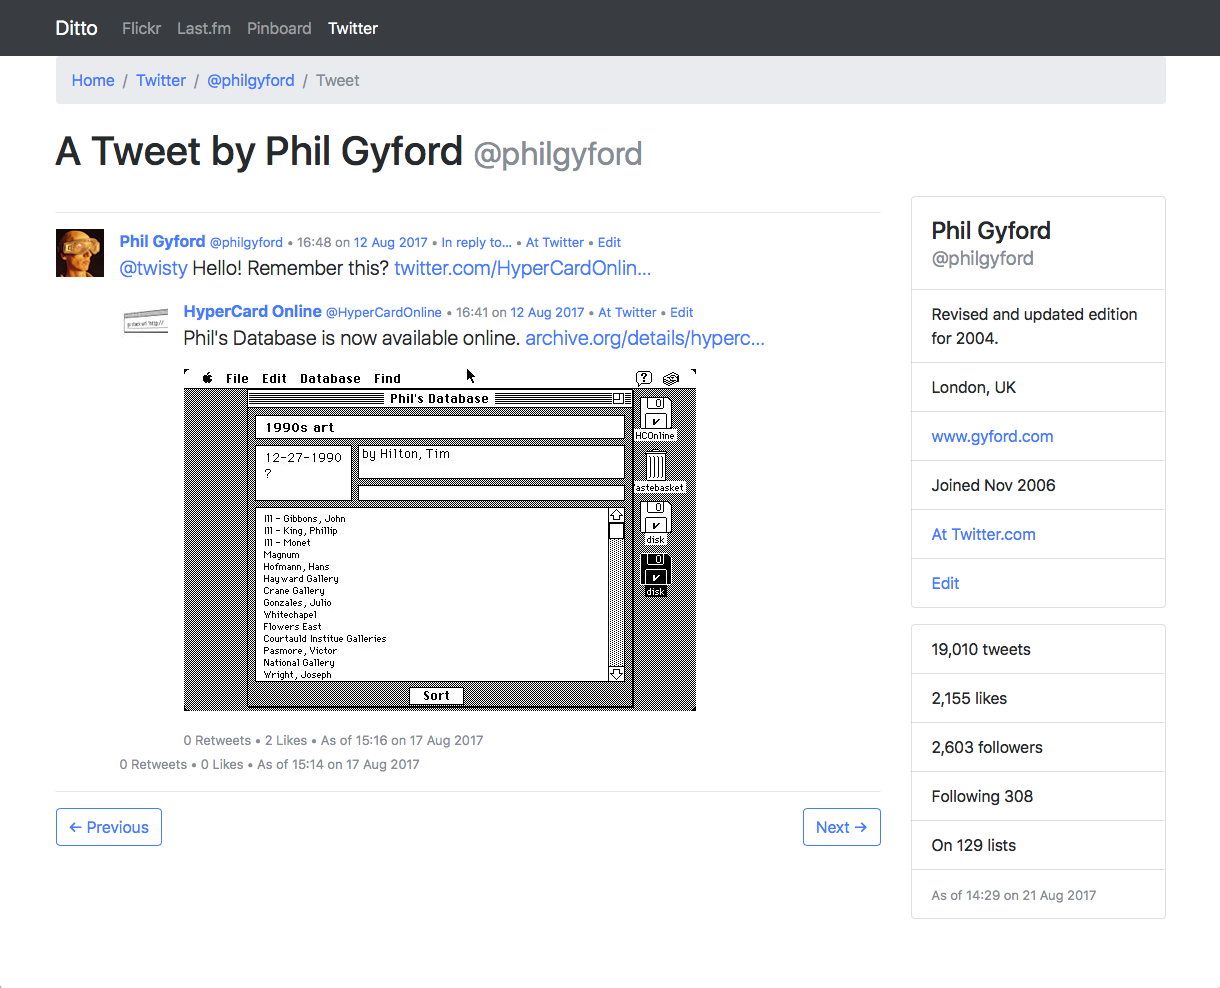 Ditto Flickr Last.fm Pinboard Twitter
Home / Twitter / @philgyford / Tweet
A Tweet by Phil Gyford @philgyford
Phil Gyford @philgyford • 16:48 on 12 Aug 2017 • In reply to... • At Twitter • Edit
@twisty Hello! Remember this? twitter.com/HyperCardOnlin...
HyperCard Online @HyperCardOnline • 16:41 on 12 Aug 2017 • At Twitter • Edit
Phil's Database is now available online. archive.org/details/hyperc...
File Edit Database Find
Phil's Database
1990s art
12-27-1990
?
by Hilton, Tim
Ill - Gibbons, John
Ill - King, Phillip
Ill - Monet
Magnum
Hofmann, Hans
Hayward Gallery
Crane Gallery
Gonzales, Julio
Whitechapel
Flowers East
Courtauld Institue Galleries
Pasmore, Victor
National Gallery
Wright, Joseph
Sort
HCOnline
astebasket
disk
disk
0 Retweets • 2 Likes • As of 15:16 on 17 Aug 2017
0 Retweets • 0 Likes • As of 15:14 on 17 Aug 2017
← Previous
Next →
Phil Gyford
@philgyford
Revised and updated edition
for 2004.
London, UK
www.gyford.com
Joined Nov 2006
At Twitter.com
Edit
19,010 tweets
2,155 likes
2,603 followers
Following 308
On 129 lists
As of 14:29 on 21 Aug 2017